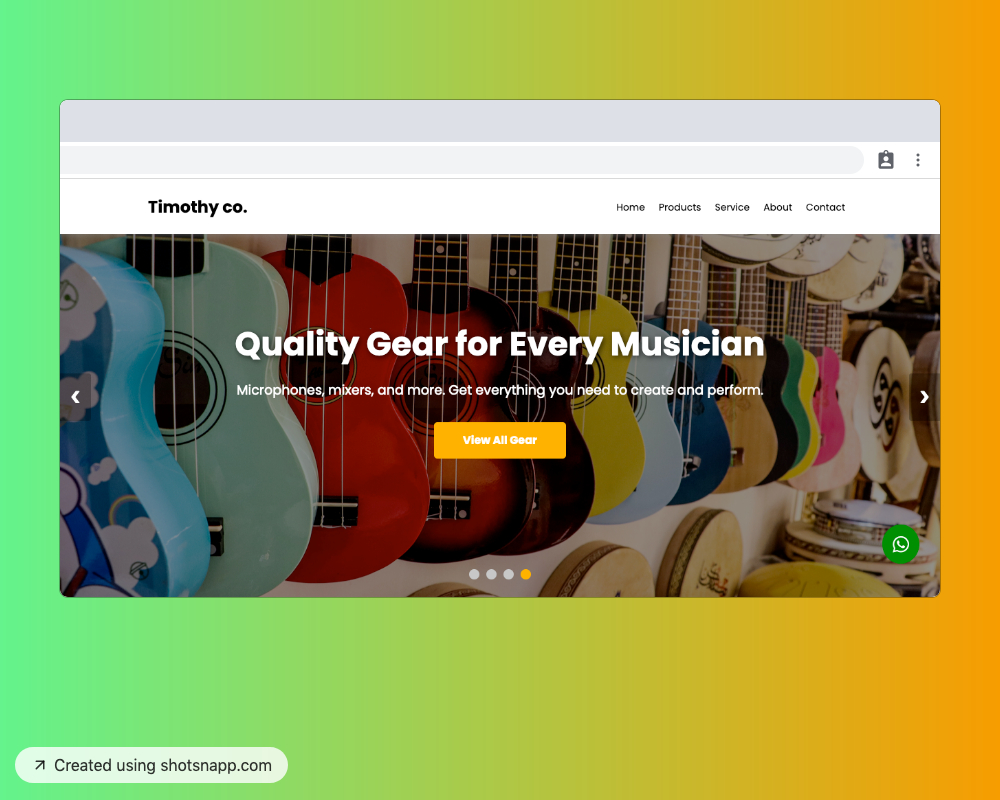 Timothy co.
Home Products Service About Contact
Quality Gear for Every Musician
Microphones, mixers, and more. Get everything you need to create and perform.
View All Gear
Created using shotsnapp.com